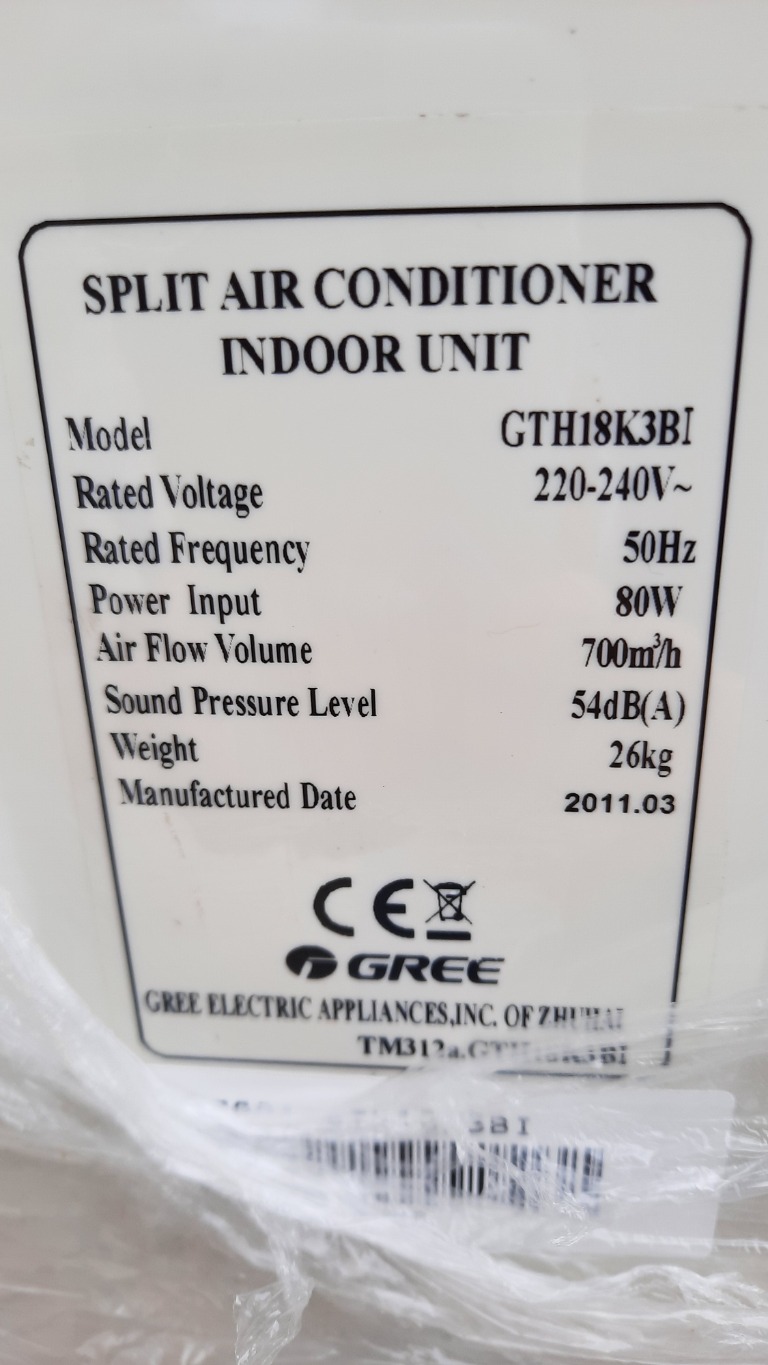 SPLIT AIR CONDITIONER
INDOOR UNIT
Model GTH18K3BI
Rated Voltage 220-240V~
Rated Frequency 50Hz
Power Input 80W
Air Flow Volume 700m³/h
Sound Pressure Level 54dB(A)
Weight 26kg
Manufactured Date 2011.03
CE
GREE
GREE ELECTRIC APPLIANCES,INC. OF ZHUHAI
3BI